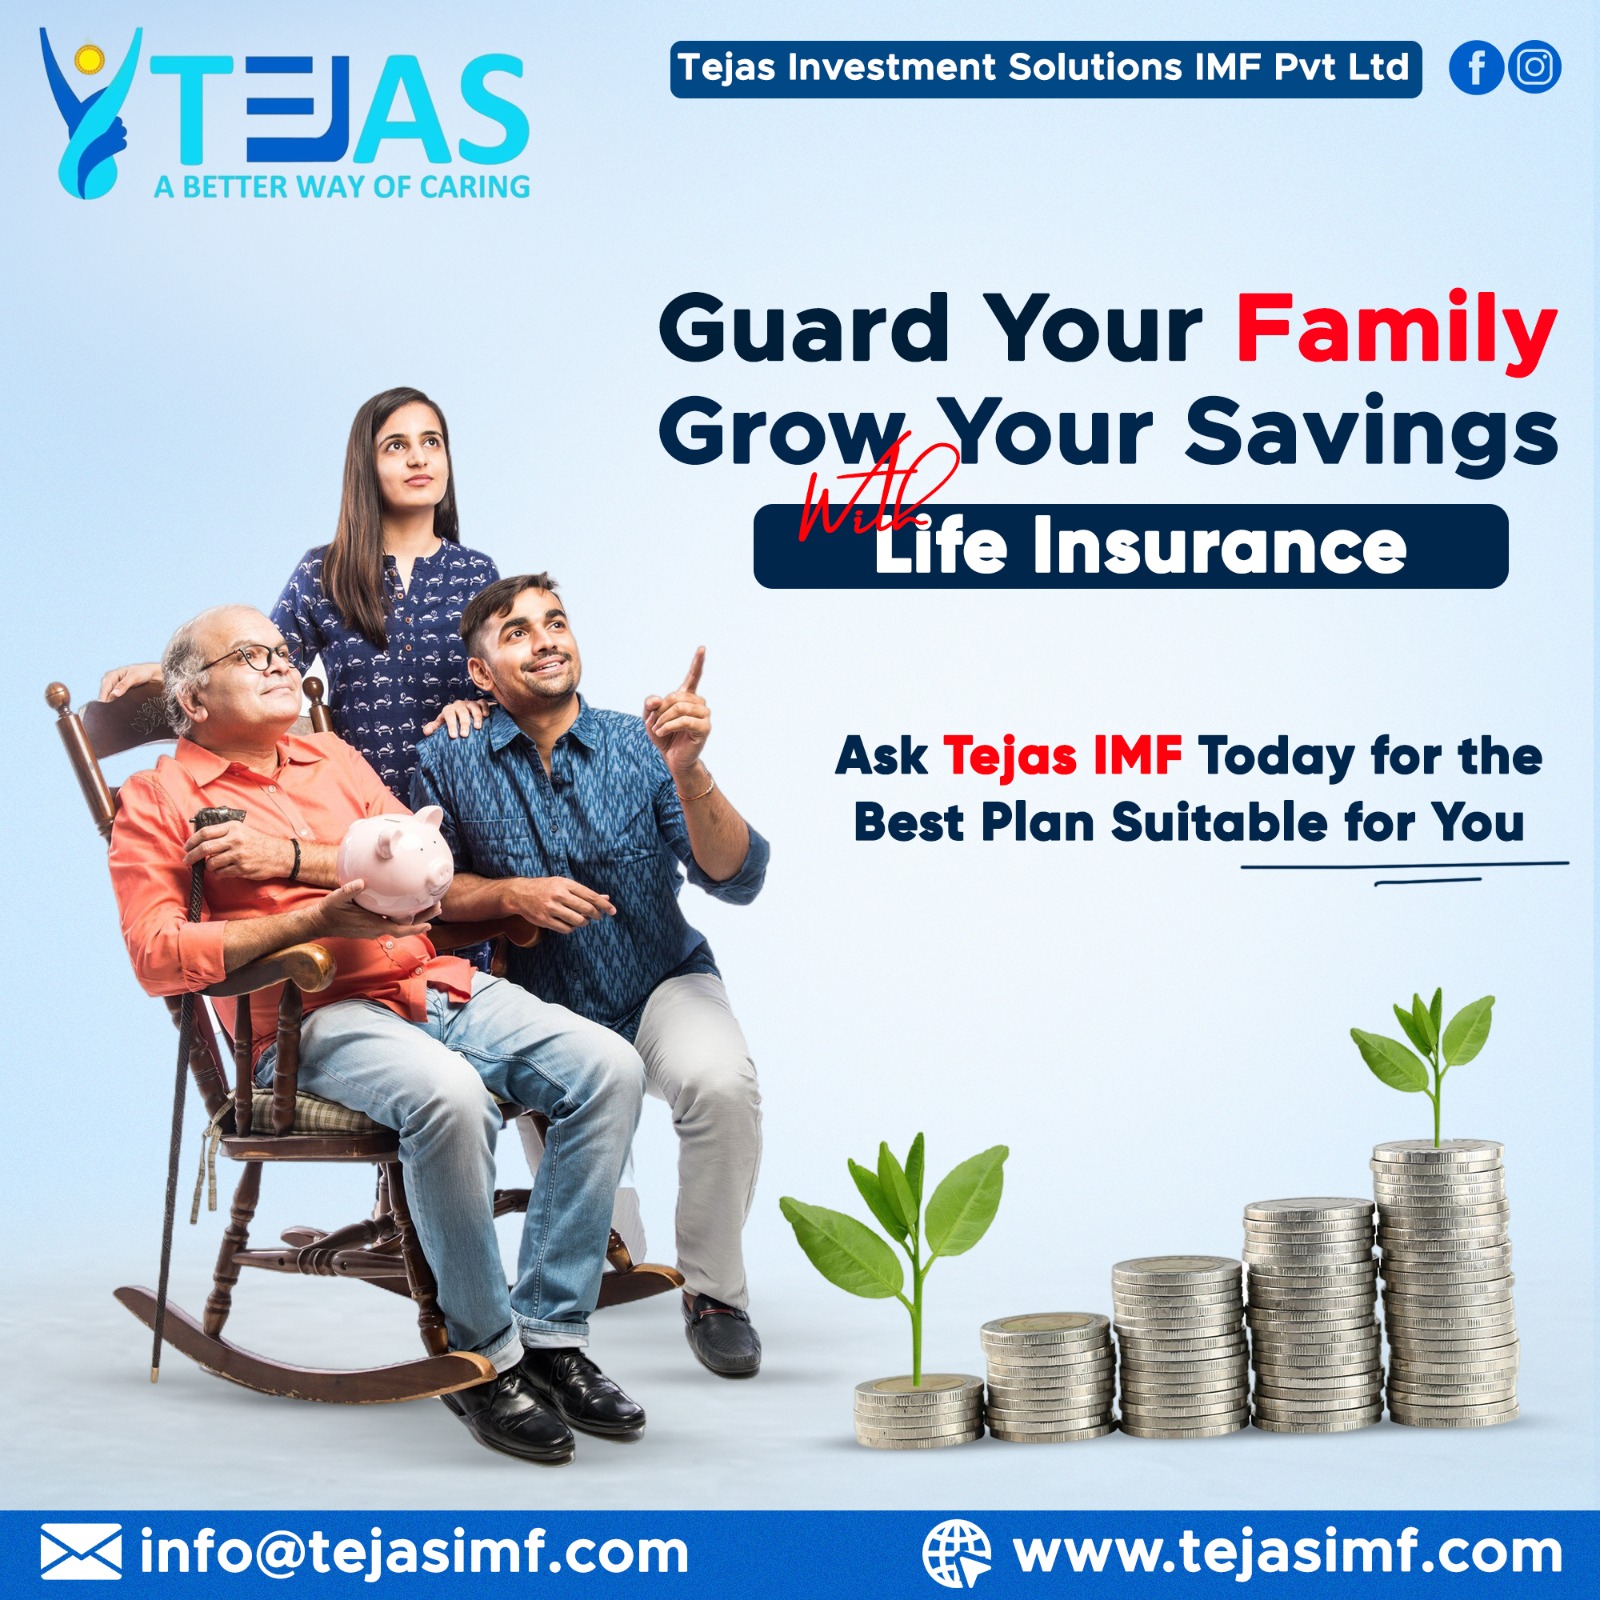 TEJAS
A BETTER WAY OF CARING
Tejas Investment Solutions IMF Pvt Ltd
Guard Your Family
Grow Your Savings
With
Life Insurance
Ask Tejas IMF Today for the
Best Plan Suitable for You
info@tejasimf.com
www.tejasimf.com